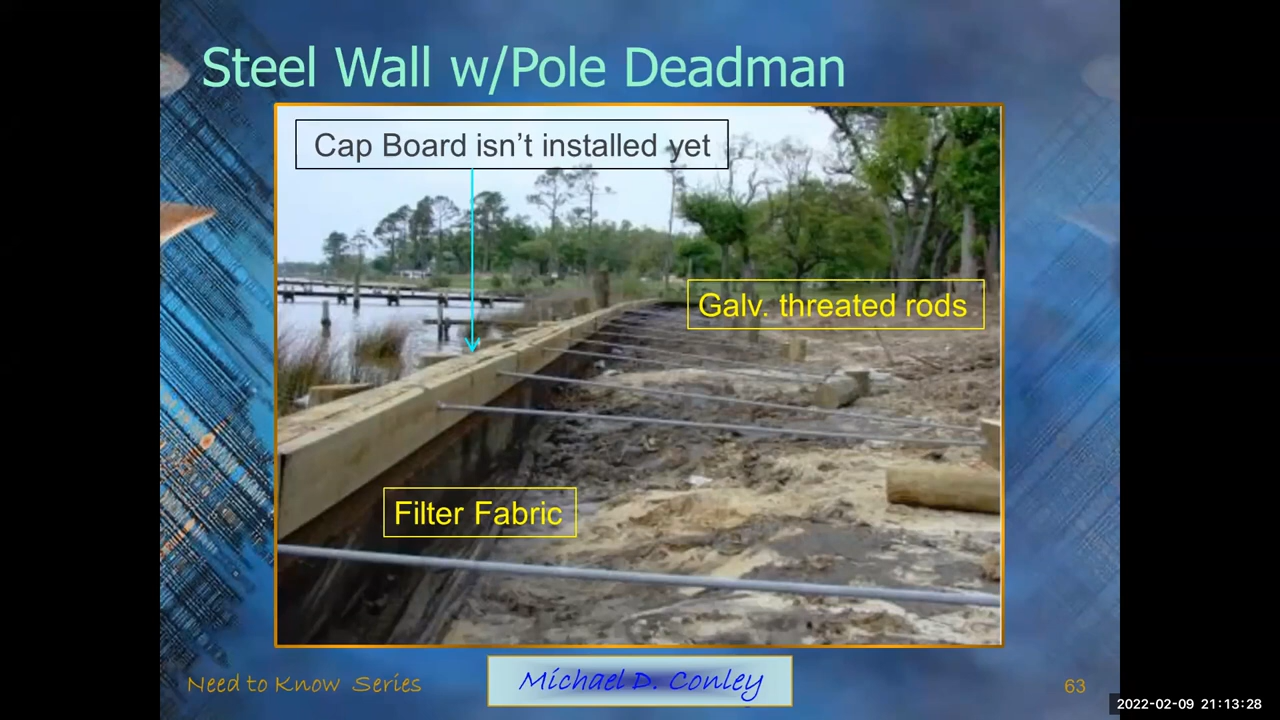 Steel Wall w/Pole Deadman
Cap Board isn’t installed yet
Galv. threated rods
Filter Fabric
Need to Know Series
Michael D. Conley
63
2022-02-09 21:13:28